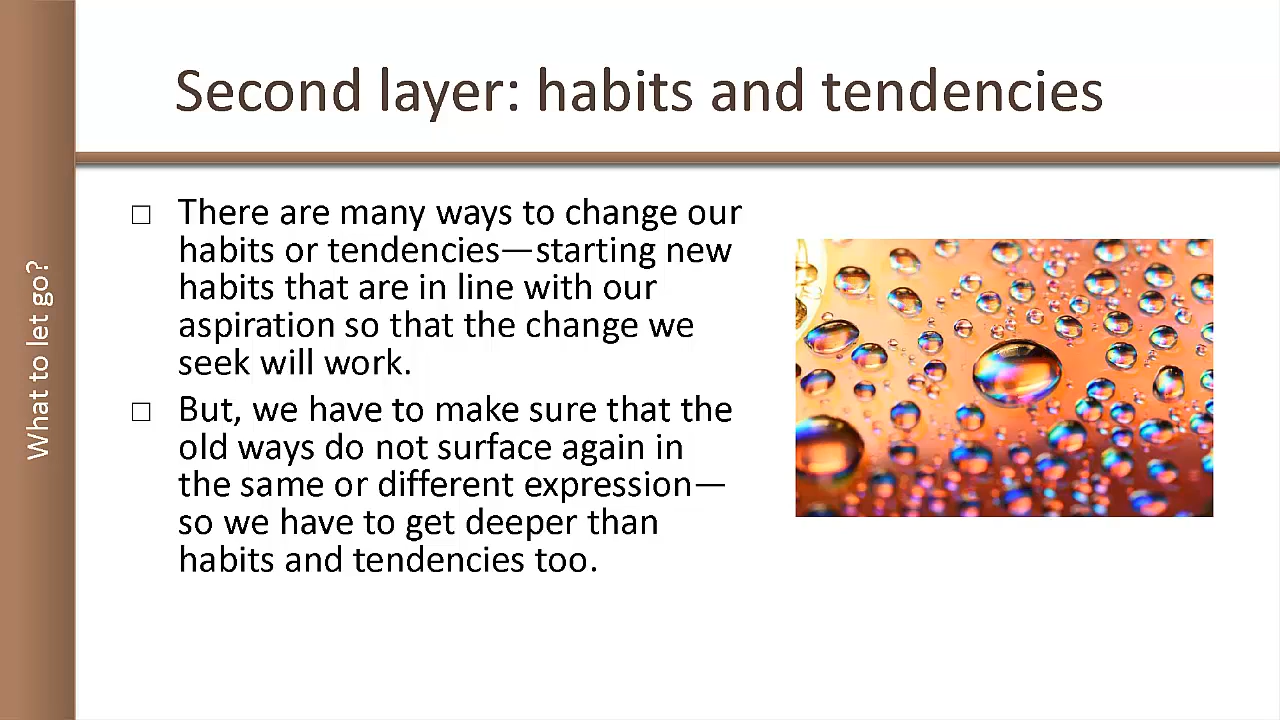 Second layer: habits and tendencies
What to let go?
□ There are many ways to change our
habits or tendencies—starting new
habits that are in line with our
aspiration so that the change we
seek will work.
□ But, we have to make sure that the
old ways do not surface again in
the same or different expression—
so we have to get deeper than
habits and tendencies too.